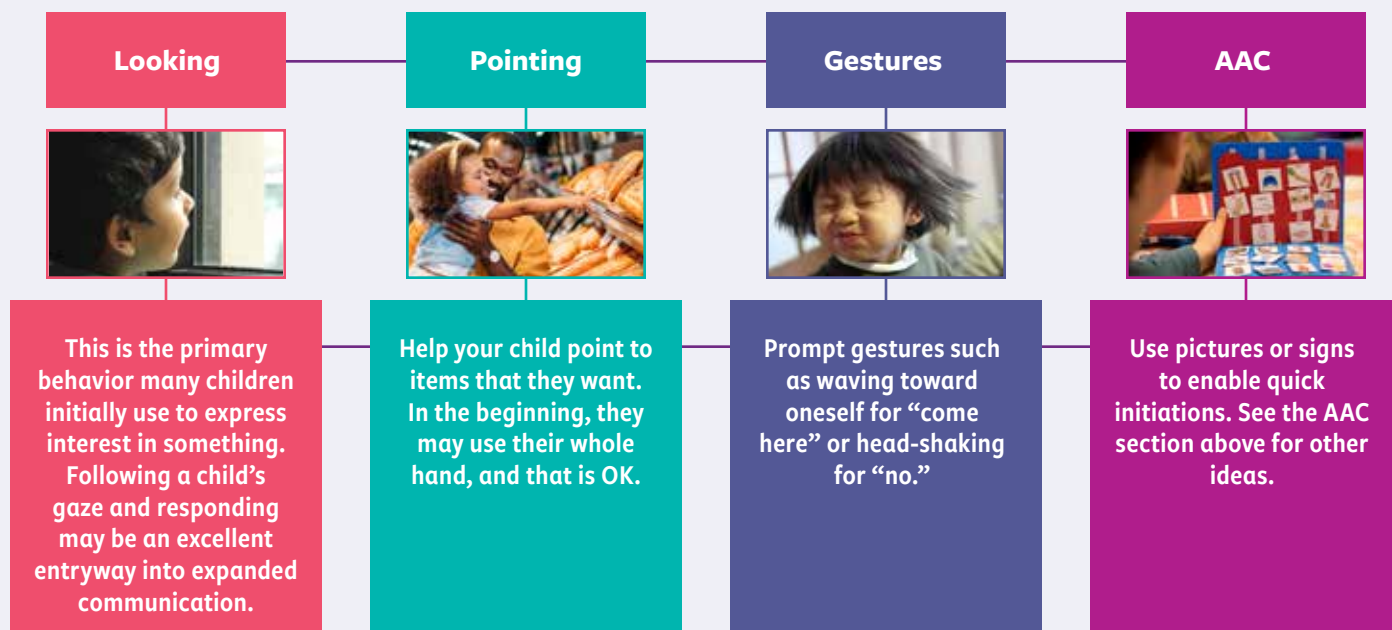 Looking
Pointing
Gestures
AAC
This is the primary
behavior many children
initially use to express
interest in something.
Following a child’s
gaze and responding
may be an excellent
entryway into expanded
communication.
Help your child point to
items that they want.
In the beginning, they
may use their whole
hand, and that is OK.
Prompt gestures such
as waving toward
oneself for “come
here” or head-shaking
for “no.”
Use pictures or signs
to enable quick
initiations. See the AAC
section above for other
ideas.